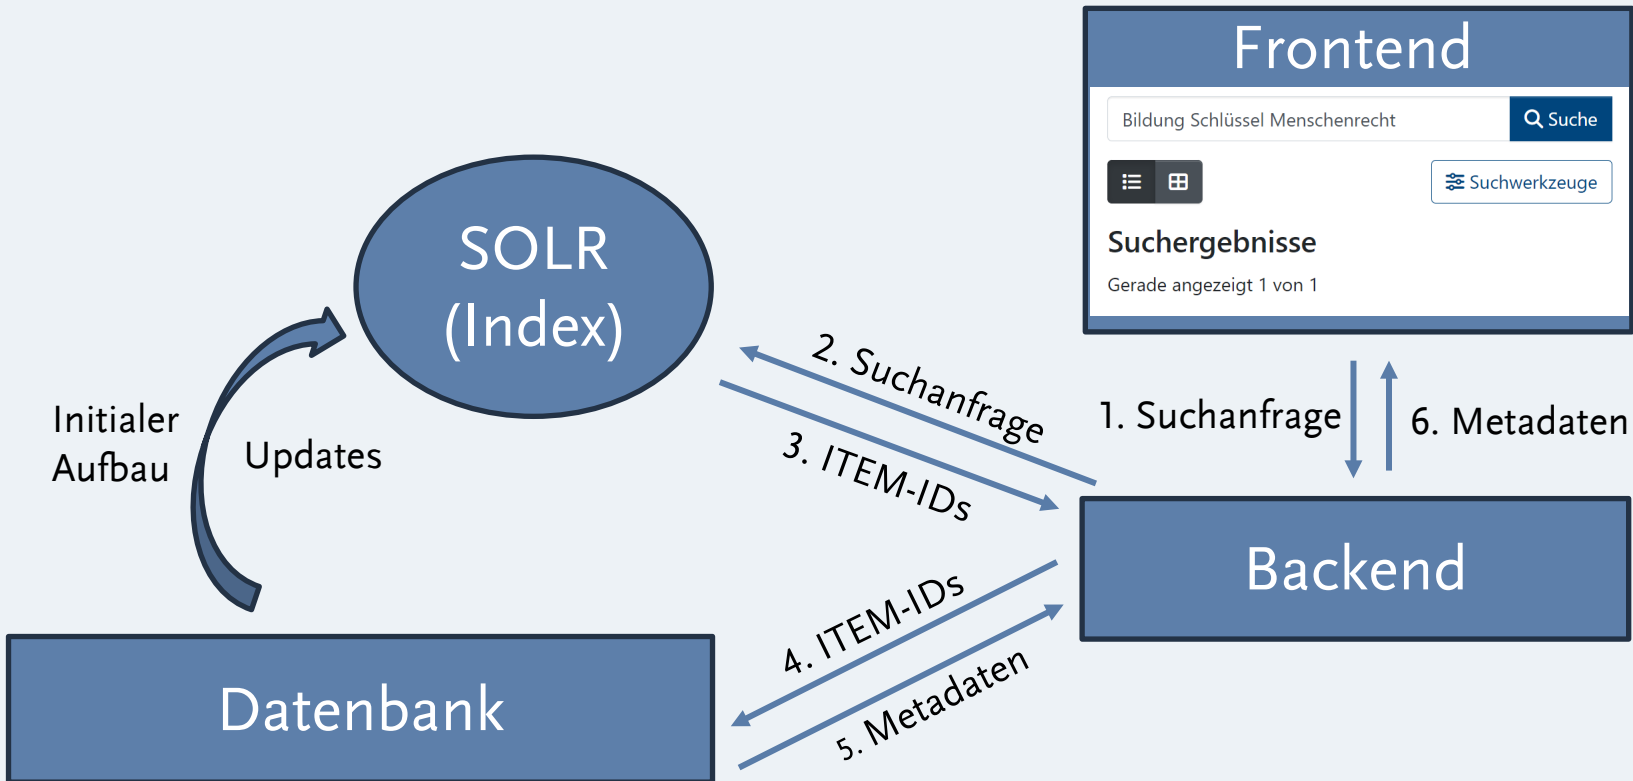 Frontend
Bildung Schlüssel Menschenrecht
Suche
Suchwerkzeuge
Suchergebnisse
Gerade angezeigt 1 von 1
SOLR
(Index)
2. Suchanfrage
3. ITEM-IDs
1. Suchanfrage
6. Metadaten
Initialer
Aufbau
Updates
Backend
4. ITEM-IDs
5. Metadaten
Datenbank